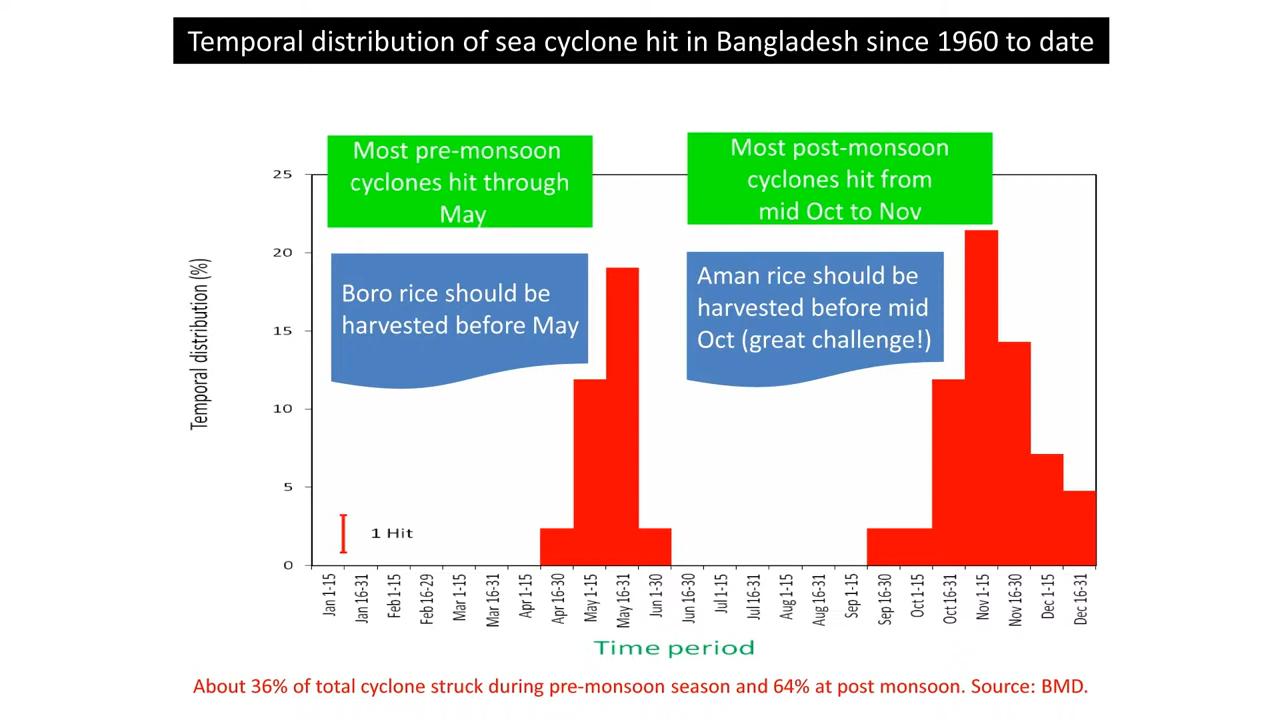 Temporal distribution of sea cyclone hit in Bangladesh since 1960 to date
Most pre-monsoon
cyclones hit through
May
Most post-monsoon
cyclones hit from
mid Oct to Nov
Boro rice should be
harvested before May
Aman rice should be
harvested before mid
Oct (great challenge!)
Temporal distribution (%)
25
20
15
10
5
0
1 Hit
Jan 1-15
Jan 16-31
Feb 1-15
Feb 16-29
Mar 1-15
Mar 16-31
Apr 1-15
Apr 16-30
May 1-15
May 16-31
Jun 1-30
Jun 16-30
Jul 1-15
Jul 16-31
Aug 1-15
Aug 16-31
Sep 1-15
Sep 16-30
Oct 1-15
Oct 16-31
Nov 1-15
Nov 16-30
Dec 1-15
Dec 16-31
Time period
About 36% of total cyclone struck during pre-monsoon season and 64% at post monsoon. Source: BMD.